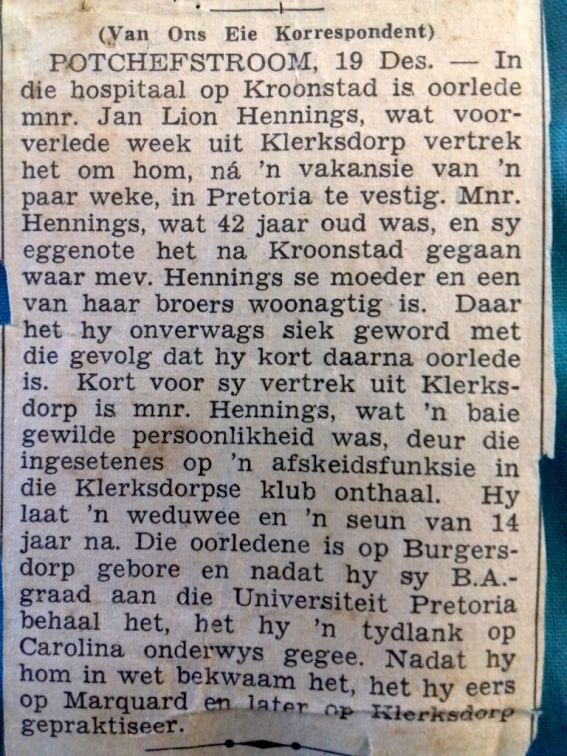 (Van Ons Eie Korrespondent)
POTCHEFSTROOM, 19 Des. — In
die hospitaal op Kroonstad is oorlede
mnr. Jan Lion Hennings, wat voor-
verlede week uit Klerksdorp vertrek
het om hom, ná 'n vakansie van 'n
paar weke, in Pretoria te vestig. Mnr.
Hennings, wat 42 jaar oud was, en sy
eggenote het na Kroonstad gegaan
waar mev. Hennings se moeder en een
van haar broers woonagtig is. Daar
het hy onverwags siek geword met
die gevolg dat hy kort daarna oorlede
is. Kort voor sy vertrek uit Klerks-
dorp is mnr. Hennings, wat 'n baie
gewilde persoonlikheid was, deur die
ingesetenes op 'n afskeidsfunksie in
die Klerksdorpse klub onthaal. Hy
laat 'n weduwee en 'n seun van 14
jaar na. Die oorledene is op Burgers-
dorp gebore en nadat hy sy B.A.-
graad aan die Universiteit Pretoria
behaal het, het hy 'n tydlank op
Carolina onderwys gegee. Nadat hy
hom in wet bekwaam het, het hy eers
op Marquard en later op Klerksdorp
gepraktiseer.